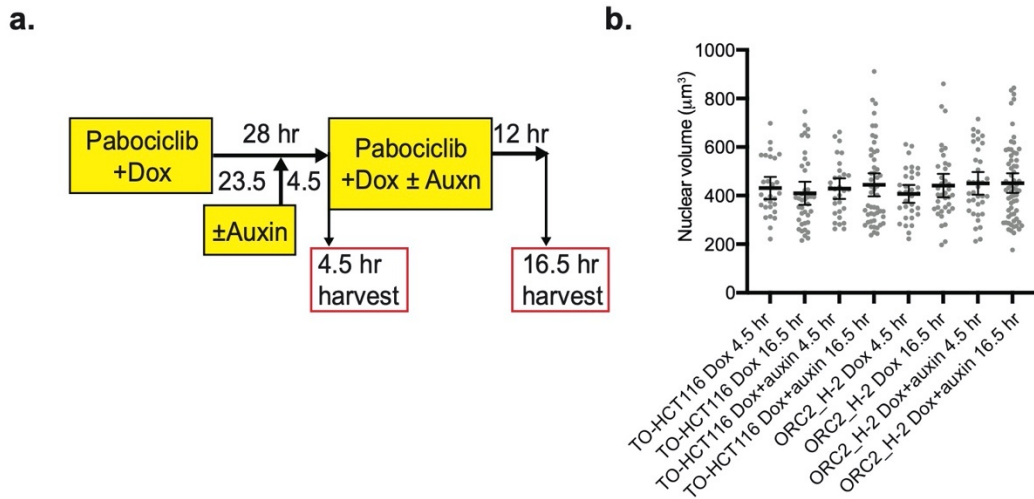 a.
Pabociclib
+Dox
28 hr
23.5
4.5
±Auxin
Pabociclib
+Dox ± Auxn
12 hr
4.5 hr
harvest
16.5 hr
harvest
b.
Nuclear volume (μm³)
1000
800
600
400
200
0
TO-HCT116 Dox 4.5 hr
TO-HCT116 Dox 16.5 hr
TO-HCT116 Dox+auxin 4.5 hr
TO-HCT116 Dox+auxin 16.5 hr
ORC2_H-2 Dox 4.5 hr
ORC2_H-2 Dox 16.5 hr
ORC2_H-2 Dox+auxin 4.5 hr
ORC2_H-2 Dox+auxin 16.5 hr